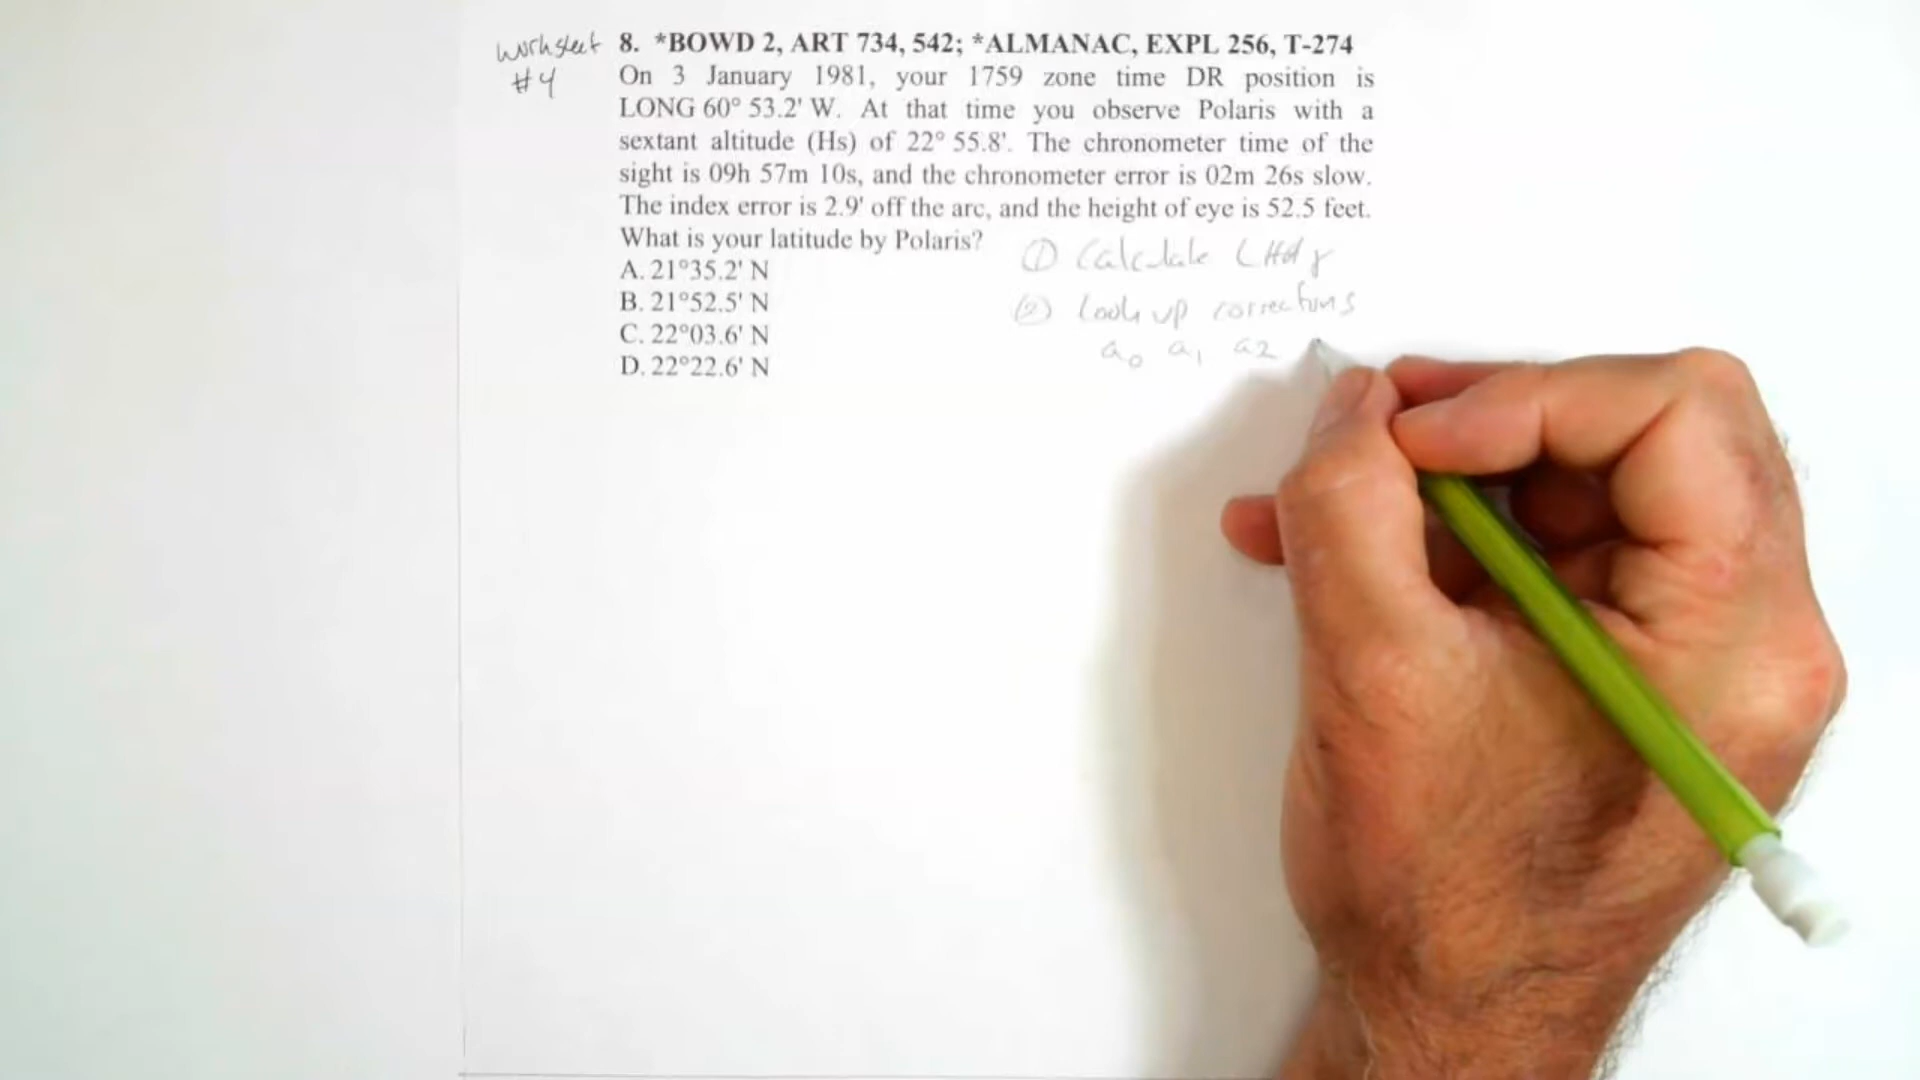 worksheet
#4
8. *BOWD 2, ART 734, 542; *ALMANAC, EXPL 256, T-274
On 3 January 1981, your 1759 zone time DR position is
LONG 60° 53.2' W. At that time you observe Polaris with a
sextant altitude (Hs) of 22° 55.8'. The chronometer time of the
sight is 09h 57m 10s, and the chronometer error is 02m 26s slow.
The index error is 2.9' off the arc, and the height of eye is 52.5 feet.
What is your latitude by Polaris?
A. 21°35.2' N
B. 21°52.5' N
C. 22°03.6' N
D. 22°22.6' N
① Calculate LHA ♈
② Look up corrections
a₀ a₁ a₂